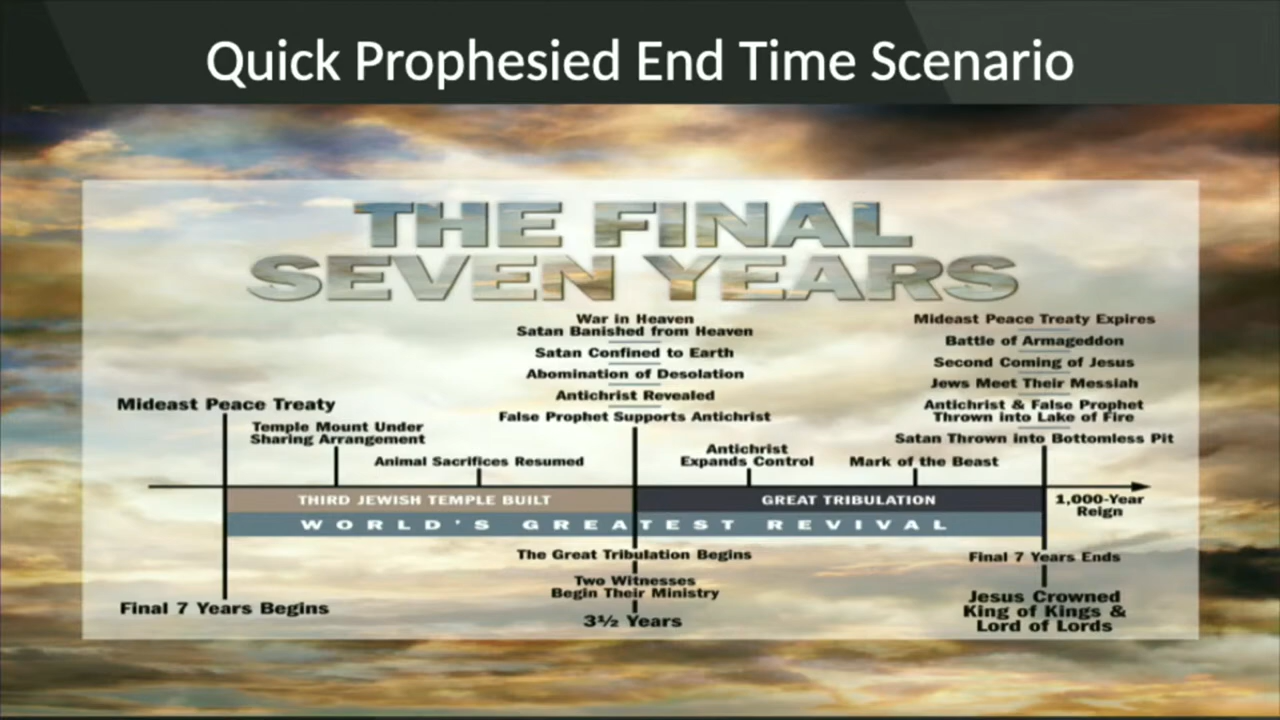 Quick Prophesied End Time Scenario
THE FINAL
SEVEN YEARS
War in Heaven
Satan Banished from Heaven
Satan Confined to Earth
Abomination of Desolation
Antichrist Revealed
False Prophet Supports Antichrist
Mideast Peace Treaty Expires
Battle of Armageddon
Second Coming of Jesus
Jews Meet Their Messiah
Antichrist & False Prophet
Thrown into Lake of Fire
Satan Thrown into Bottomless Pit
Mideast Peace Treaty
Temple Mount Under
Sharing Arrangement
Animal Sacrifices Resumed
Antichrist
Expands Control
Mark of the Beast
THIRD JEWISH TEMPLE BUILT
GREAT TRIBULATION
1,000-Year
Reign
WORLD'S GREATEST REVIVAL
The Great Tribulation Begins
Two Witnesses
Begin Their Ministry
3½ Years
Final 7 Years Begins
Final 7 Years Ends
Jesus Crowned
King of Kings &
Lord of Lords